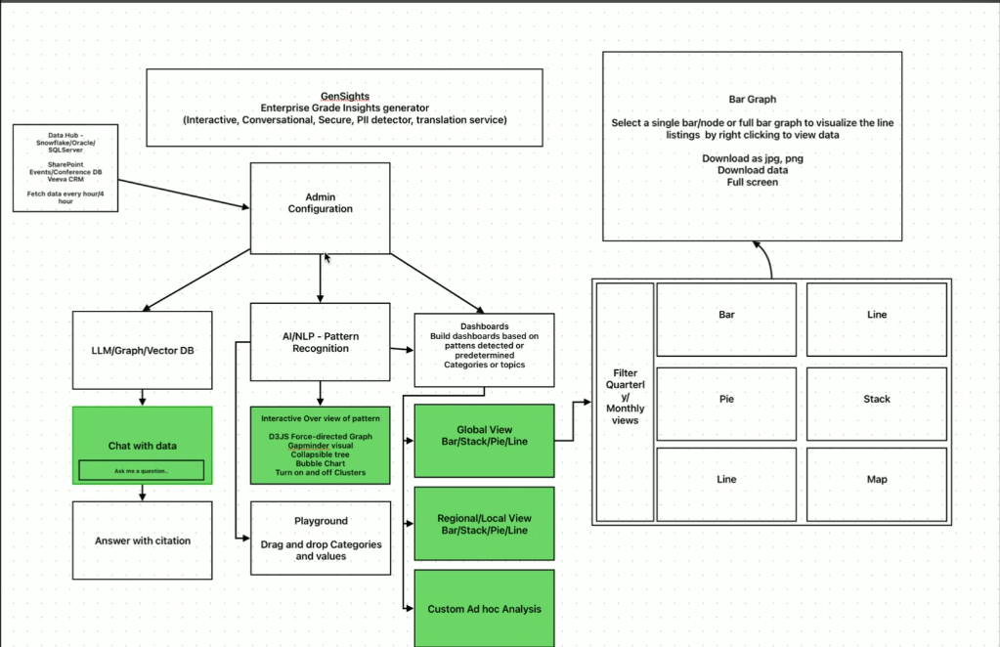 GenSights
Enterprise Grade Insights generator
(Interactive, Conversational, Secure, PII detector, translation service)
Data Hub -
Snowflake/Oracle/
SQLServer
SharePoint
Events/Conference DB
Veeva CRM
Fetch data every hour/4
hour
Admin
Configuration
LLM/Graph/Vector DB
Chat with data
Ask me a question..
Answer with citation
AI/NLP - Pattern
Recognition
Interactive Over view of pattern
D3JS Force-directed Graph
Gapminder visual
Collapsible tree
Bubble Chart
Turn on and off Clusters
Playground
Drag and drop Categories
and values
Dashboards
Build dashboards based on
pattens detected or
predetermined
Categories or topics
Global View
Bar/Stack/Pie/Line
Regional/Local View
Bar/Stack/Pie/Line
Custom Ad hoc Analysis
Bar Graph
Select a single bar/node or full bar graph to visualize the line
listings by right clicking to view data
Download as jpg, png
Download data
Full screen
Filter
Quarterl
y/
Monthly
views
Bar
Line
Pie
Stack
Line
Map